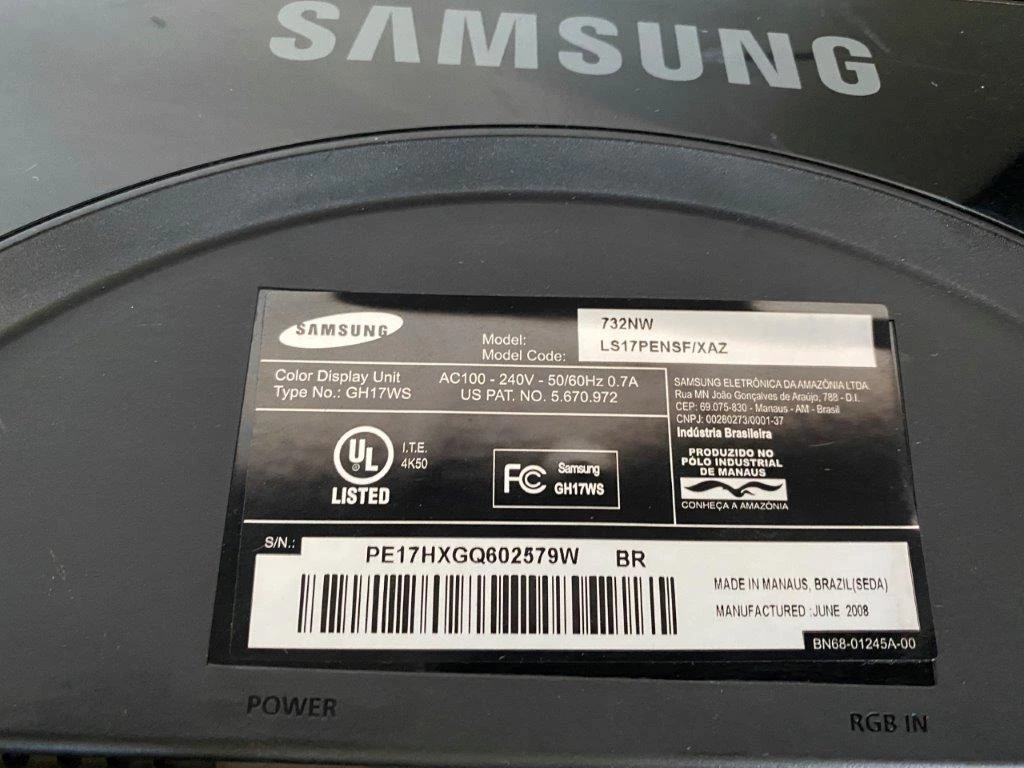 SAMSUNG
SAMSUNG
Model:
732NW
Model Code:
LS17PENSF/XAZ
Color Display Unit
Type No.: GH17WS
AC100 - 240V - 50/60Hz 0.7A
US PAT. NO. 5.670.972
SAMSUNG ELETRÔNICA DA AMAZÔNIA LTDA.
Rua MN João Gonçalves de Araújo, 788 - D.I.
CEP: 69.075-830 - Manaus - AM - Brasil
CNPJ: 00280273/0001-37
Indústria Brasileira
PRODUZIDO NO
PÓLO INDUSTRIAL
DE MANAUS
CONHEÇA A AMAZÔNIA
UL
LISTED
I.T.E.
4K50
FC
Samsung
GH17WS
S/N.:
PE17HXGQ602579W BR
MADE IN MANAUS, BRAZIL(SEDA)
MANUFACTURED :JUNE 2008
BN68-01245A-00
POWER
RGB IN